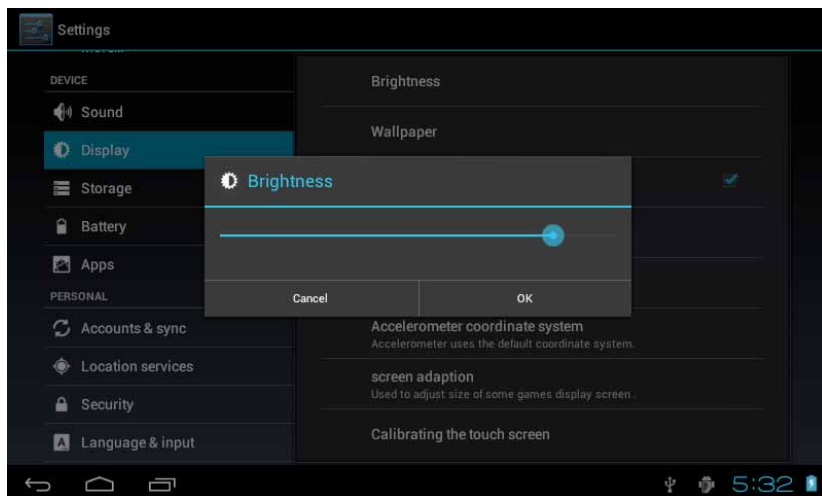 Settings
DEVICE
Sound
Display
Storage
Battery
Apps
PERSONAL
Accounts & sync
Location services
Security
Language & input
Brightness
Wallpaper
Brightness
Cancel
OK
Accelerometer coordinate system
Accelerometer uses the default coordinate system.
screen adaption
Used to adjust size of some games display screen .
Calibrating the touch screen
5:32